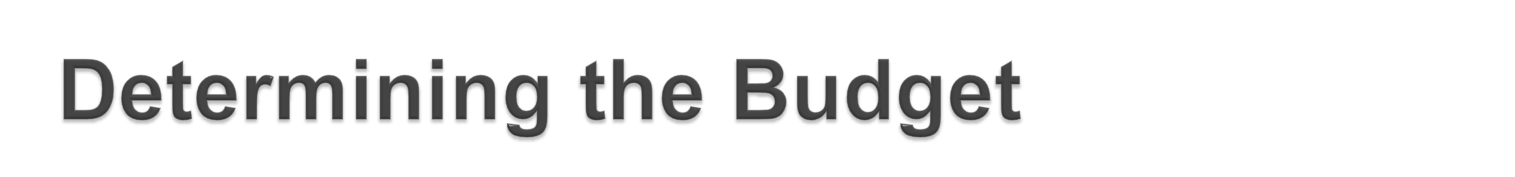 Determining the Budget